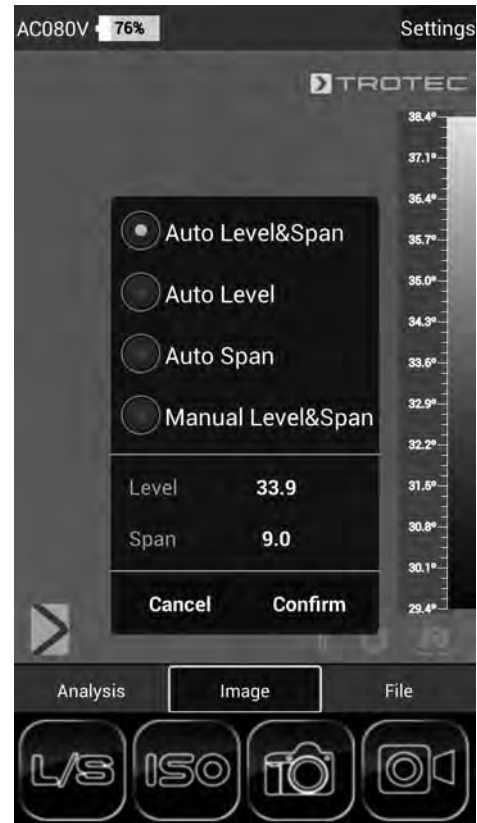 AC080V 76% Settings
TROTEC
38.4°
37.1°
36.4°
35.7°
35.0°
34.3°
33.6°
32.9°
32.2°
31.5°
30.8°
30.1°
29.4°
Auto Level&Span
Auto Level
Auto Span
Manual Level&Span
Level 33.9
Span 9.0
Cancel Confirm
Analysis Image File
L/S ISO